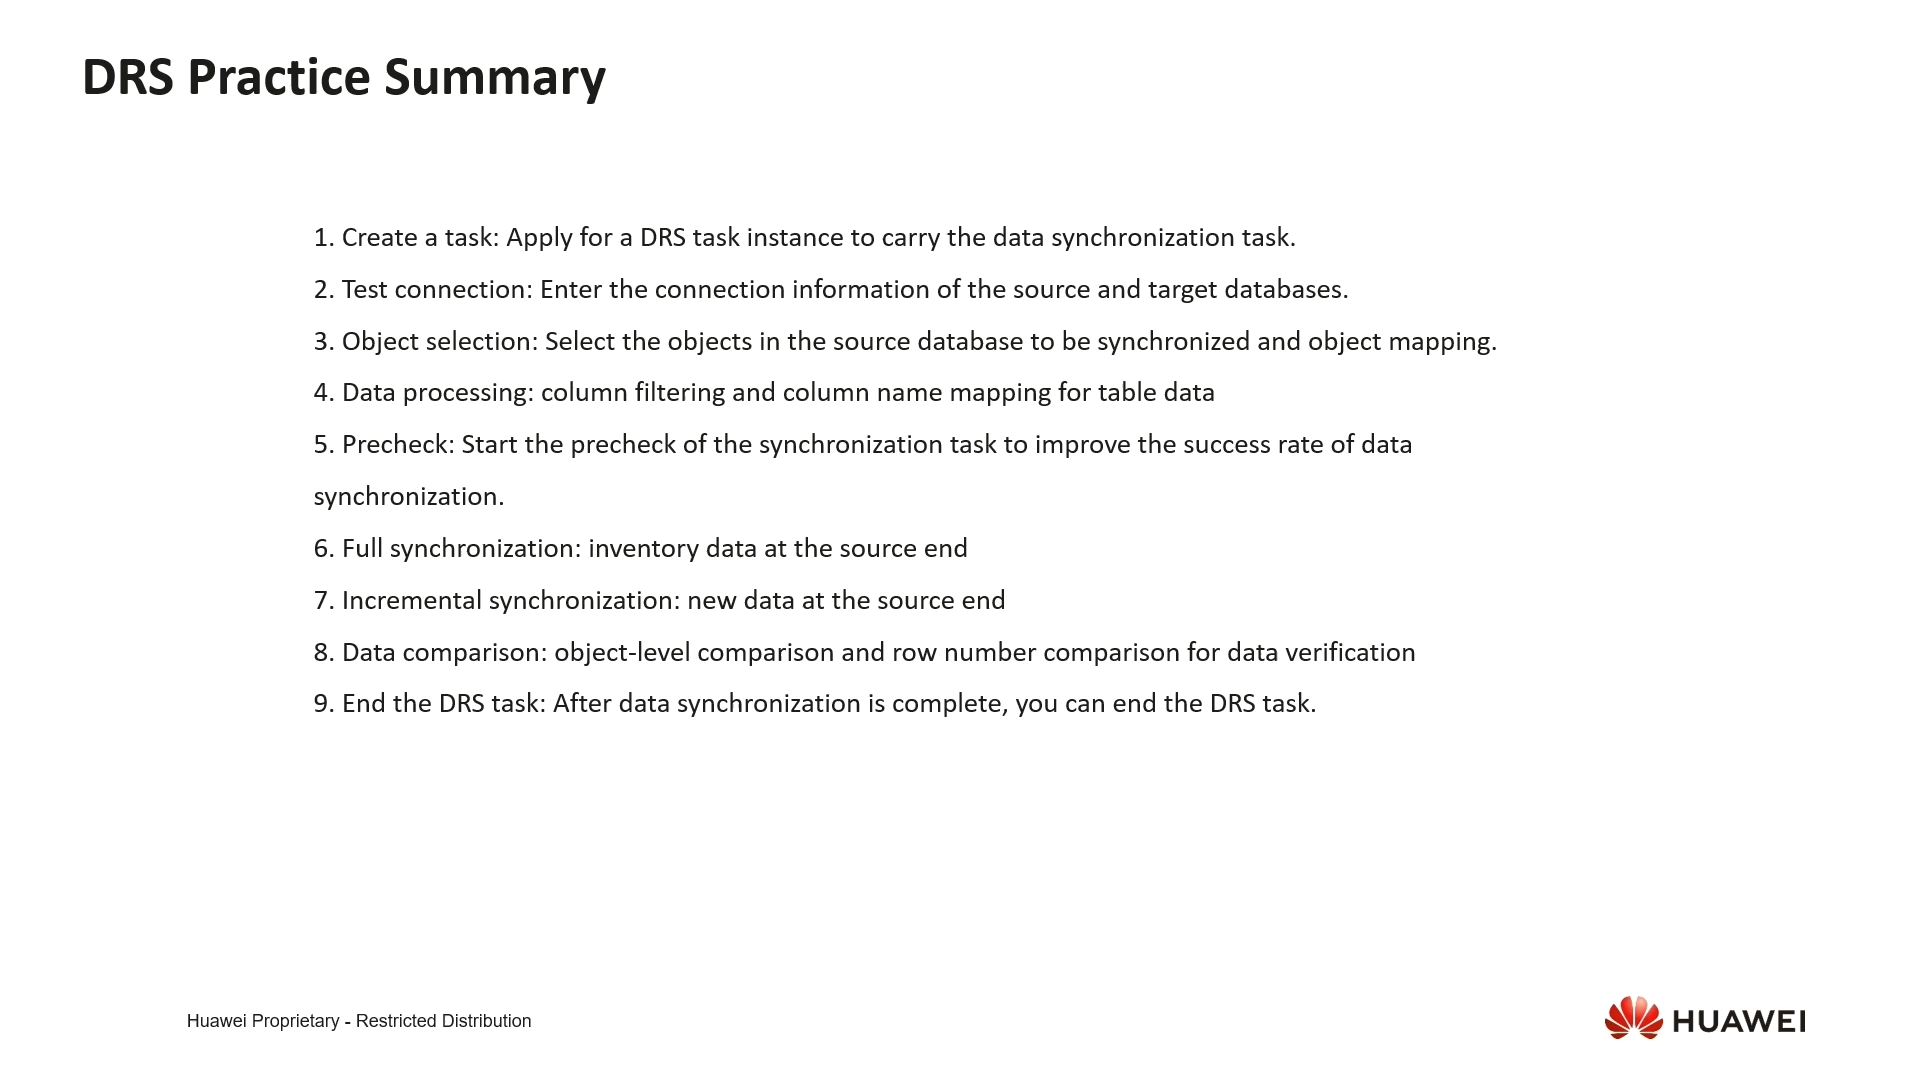 DRS Practice Summary
1. Create a task: Apply for a DRS task instance to carry the data synchronization task.
2. Test connection: Enter the connection information of the source and target databases.
3. Object selection: Select the objects in the source database to be synchronized and object mapping.
4. Data processing: column filtering and column name mapping for table data
5. Precheck: Start the precheck of the synchronization task to improve the success rate of data
synchronization.
6. Full synchronization: inventory data at the source end
7. Incremental synchronization: new data at the source end
8. Data comparison: object-level comparison and row number comparison for data verification
9. End the DRS task: After data synchronization is complete, you can end the DRS task.
Huawei Proprietary - Restricted Distribution
HUAWEI